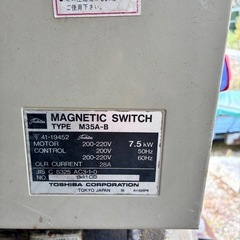 Toshiba
MAGNETIC SWITCH
TYPE M35A-B
41-19452
MOTOR 200-220V 7.5 kW
CONTROL 200V 50Hz
200-220V 60Hz
OLR CURRENT 28A
JIS C 8325 AC3-1-0
NO
TOSHIBA CORPORATION
TOKYO JAPAN